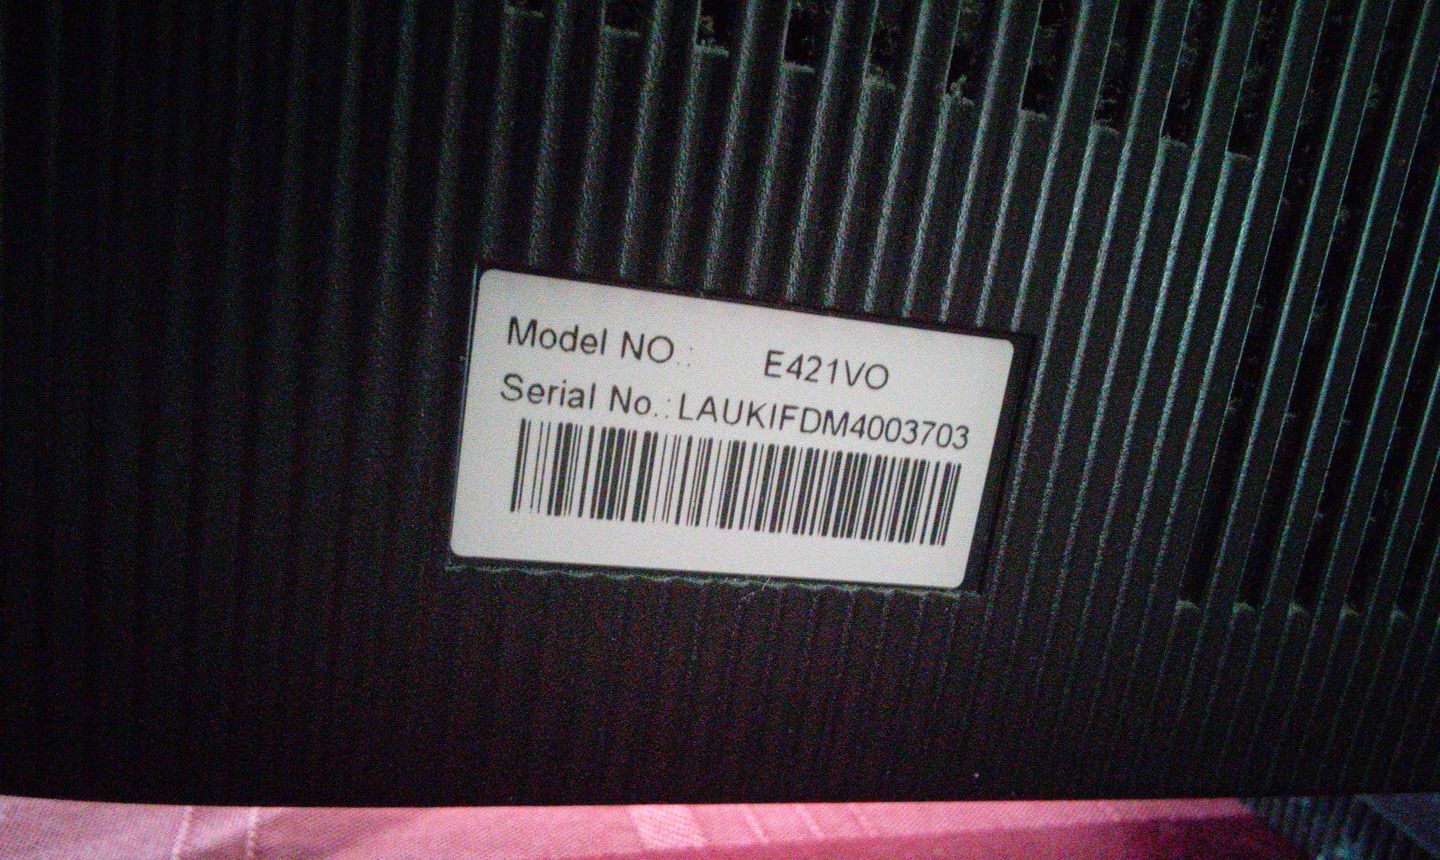 Model NO.: E421VO
Serial No.: LAUKIFDM4003703